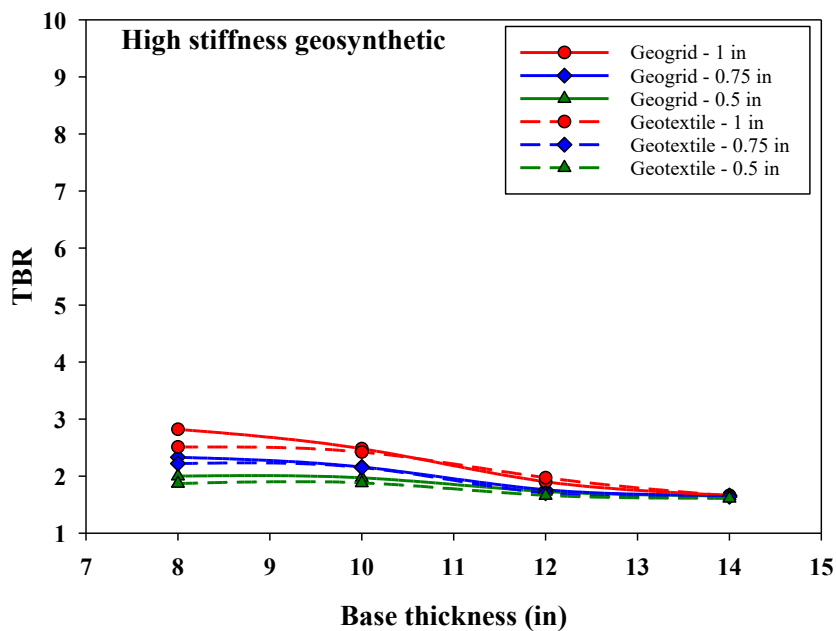 High stiffness geosynthetic
Geogrid - 1 in
Geogrid - 0.75 in
Geogrid - 0.5 in
Geotextile - 1 in
Geotextile - 0.75 in
Geotextile - 0.5 in
TBR
10
9
8
7
6
5
4
3
2
1
7 8 9 10 11 12 13 14 15
Base thickness (in)